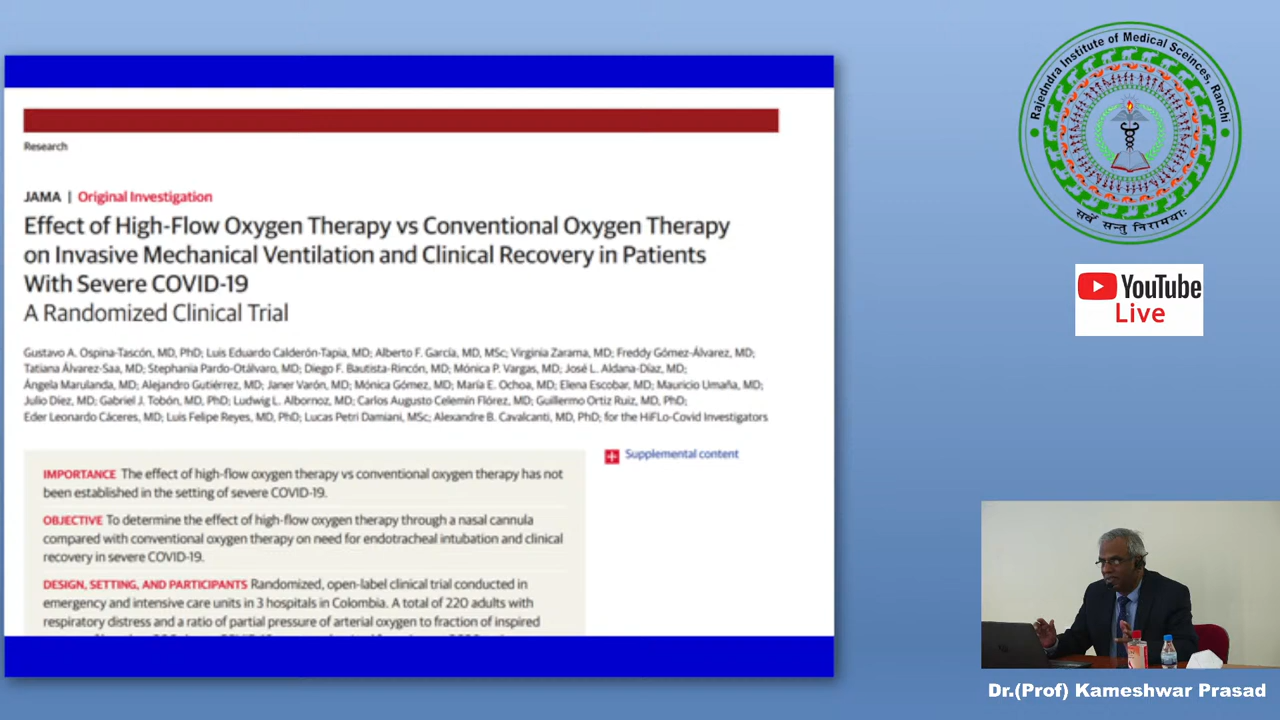 Research
JAMA | Original Investigation
Effect of High-Flow Oxygen Therapy vs Conventional Oxygen Therapy
on Invasive Mechanical Ventilation and Clinical Recovery in Patients
With Severe COVID-19
A Randomized Clinical Trial
Gustavo A. Ospina-Tascón, MD, PhD; Luis Eduardo Calderón-Tapia, MD; Alberto F. García, MD, MSc; Virginia Zarama, MD; Freddy Gómez-Álvarez, MD;
Tatiana Álvarez-Saa, MD; Stephania Pardo-Otálvaro, MD; Diego F. Bautista-Rincón, MD; Mónica P. Vargas, MD; José L. Aldana-Díaz, MD;
Ángela Marulanda, MD; Alejandro Gutiérrez, MD; Janer Varón, MD; Mónica Gómez, MD; María E. Ochoa, MD; Elena Escobar, MD; Mauricio Umaña, MD;
Julio Díez, MD; Gabriel J. Tobón, MD, PhD; Ludwig L. Albornoz, MD; Carlos Augusto Celemín Flórez, MD; Guillermo Ortiz Ruiz, MD, PhD;
Eder Leonardo Cáceres, MD; Luis Felipe Reyes, MD, PhD; Lucas Petri Damiani, MSc; Alexandre B. Cavalcanti, MD, PhD; for the HiFLo-Covid Investigators
Supplemental content
IMPORTANCE The effect of high-flow oxygen therapy vs conventional oxygen therapy has not
been established in the setting of severe COVID-19.
OBJECTIVE To determine the effect of high-flow oxygen therapy through a nasal cannula
compared with conventional oxygen therapy on need for endotracheal intubation and clinical
recovery in severe COVID-19.
DESIGN, SETTING, AND PARTICIPANTS Randomized, open-label clinical trial conducted in
emergency and intensive care units in 3 hospitals in Colombia. A total of 220 adults with
respiratory distress and a ratio of partial pressure of arterial oxygen to fraction of inspired
Rajedndra Institute of Medical Sceinces, Ranchi
सर्वे सन्तु निरामयाः
YouTube
Live
Dr.(Prof) Kameshwar Prasad